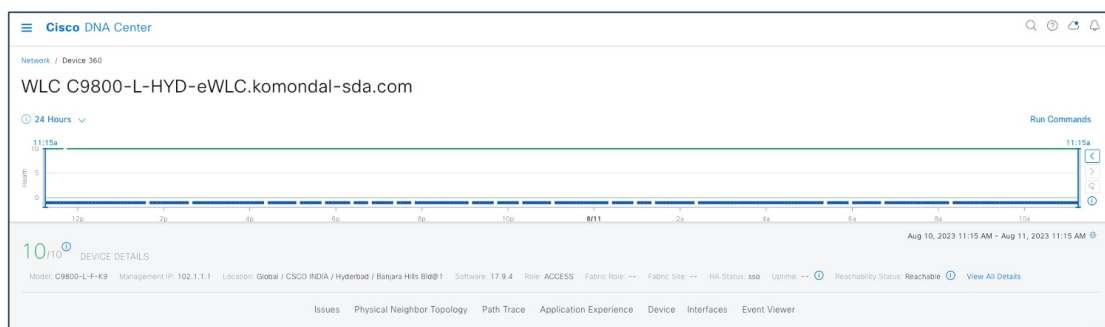 Cisco DNA Center
Network / Device 360
WLC C9800-L-HYD-eWLC.komondal-sda.com
24 Hours
Run Commands
11:15a 11:15a
10
5
0
Health
12p 2p 4p 6p 8p 10p 8/11 2a 4a 6a 8a 10a
Aug 10, 2023 11:15 AM - Aug 11, 2023 11:15 AM
10/10 DEVICE DETAILS
Model: C9800-L-F-K9 Management IP: 102.1.1.1 Location: Global / CSCO INDIA / Hyderbad / Banjara Hills Bld@1 Software: 17.9.4 Role: ACCESS Fabric Role: -- Fabric Site: -- HA Status: sso Uptime: -- Reachability Status: Reachable View All Details
Issues Physical Neighbor Topology Path Trace Application Experience Device Interfaces Event Viewer